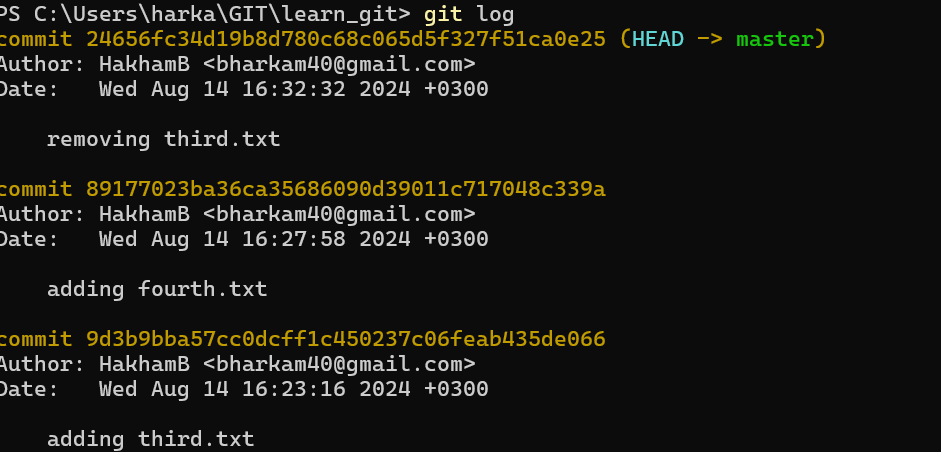 PS C:\Users\harka\GIT\learn_git> git log
commit 24656fc34d19b8d780c68c065d5f327f51ca0e25 (HEAD -> master)
Author: HakhamB <bharkam40@gmail.com>
Date:   Wed Aug 14 16:32:32 2024 +0300
removing third.txt
commit 89177023ba36ca35686090d39011c717048c339a
Author: HakhamB <bharkam40@gmail.com>
Date:   Wed Aug 14 16:27:58 2024 +0300
adding fourth.txt
commit 9d3b9bba57cc0dcff1c450237c06feab435de066
Author: HakhamB <bharkam40@gmail.com>
Date:   Wed Aug 14 16:23:16 2024 +0300
adding third.txt